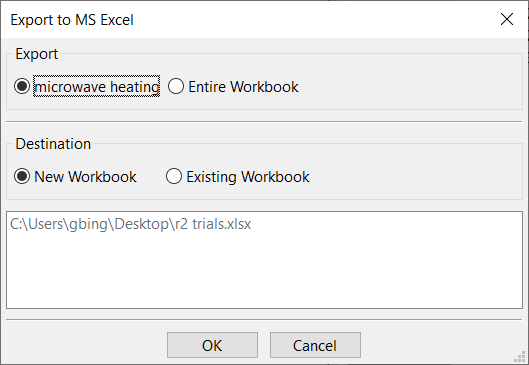 Export to MS Excel
Export
microwave heating Entire Workbook
Destination
New Workbook Existing Workbook
C:\Users\gbing\Desktop\r2 trials.xlsx
OK Cancel